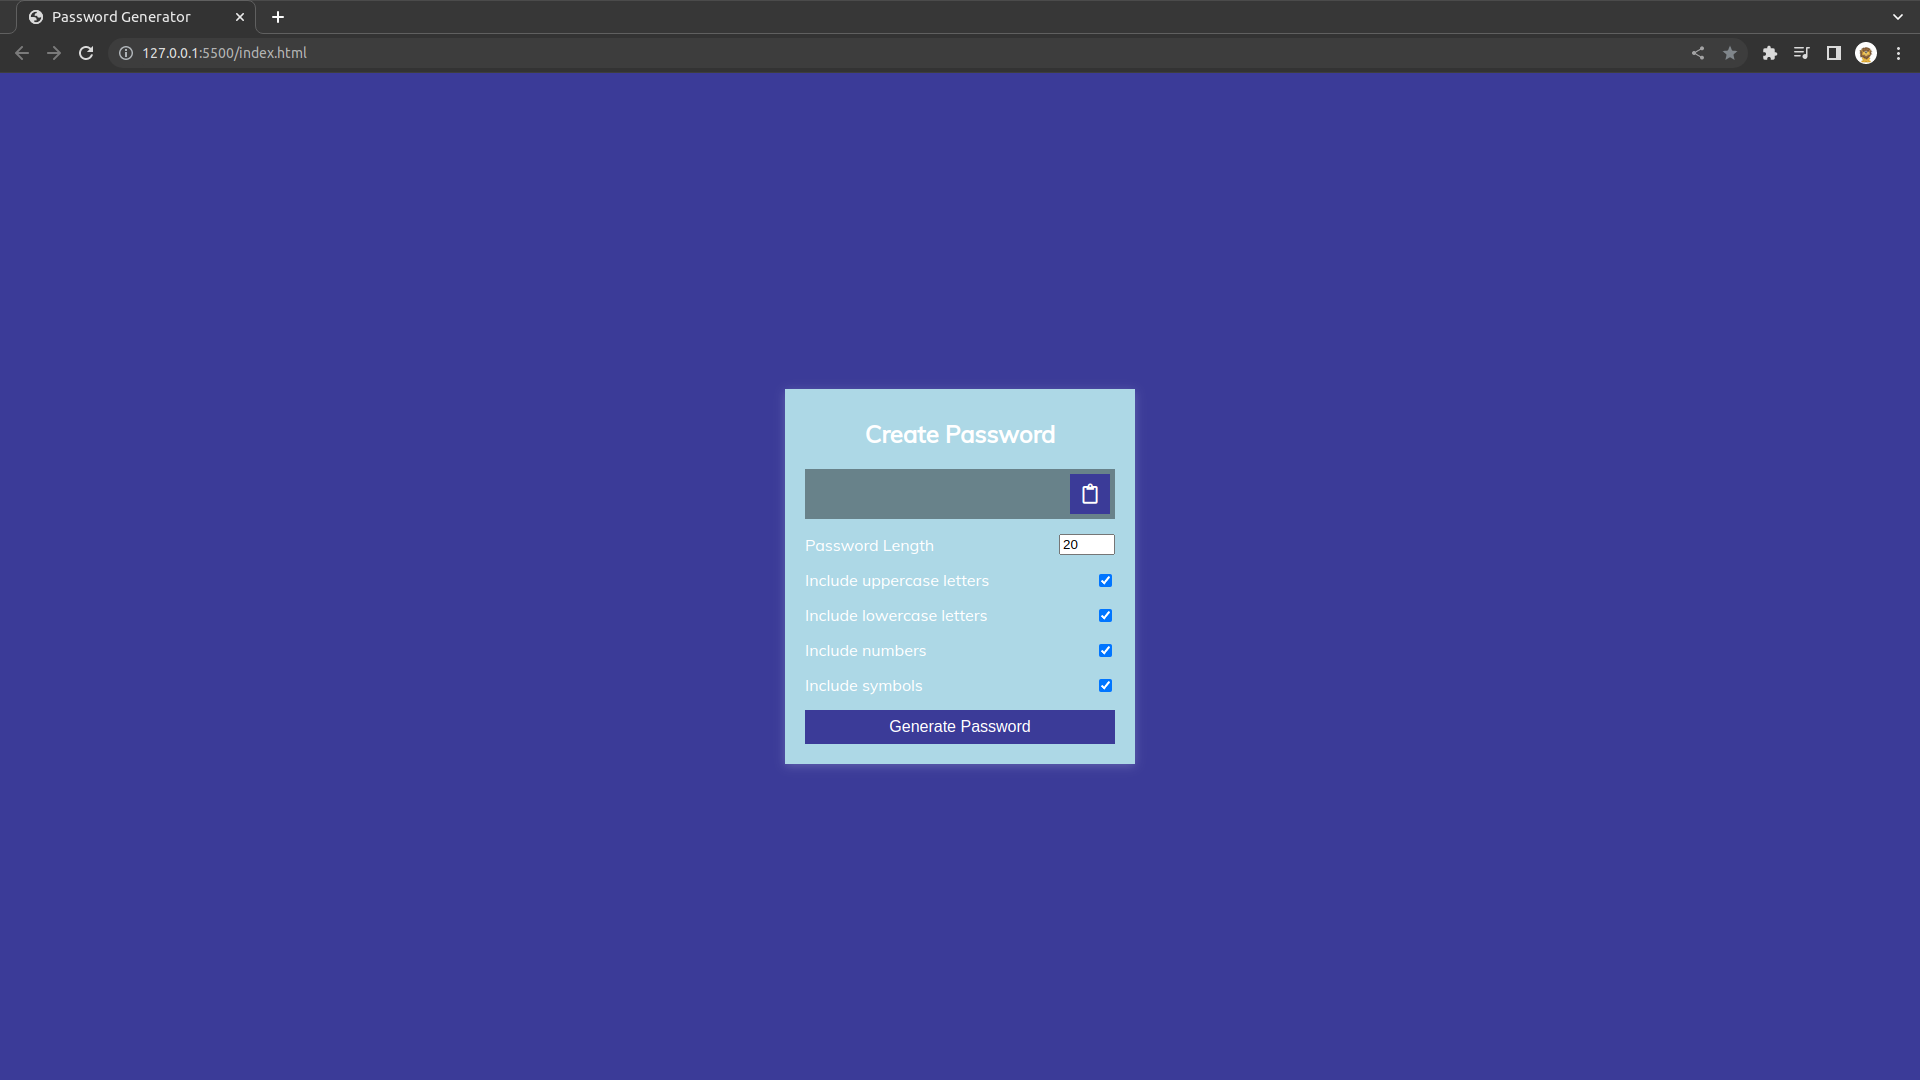 Password Generator
127.0.0.1:5500/index.html
Create Password
Password Length 20
Include uppercase letters
Include lowercase letters
Include numbers
Include symbols
Generate Password